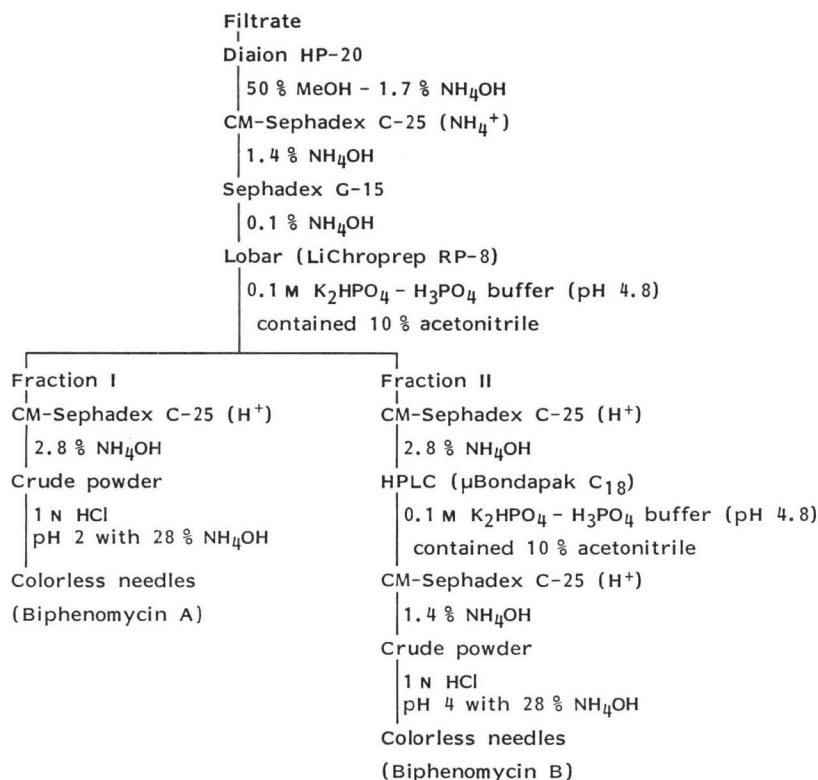 Filtrate
Diaion HP-20
50 % MeOH - 1.7 % NH₄OH
CM-Sephadex C-25 (NH₄⁺)
1.4 % NH₄OH
Sephadex G-15
0.1 % NH₄OH
Lobar (LiChroprep RP-8)
0.1 M K₂HPO₄ - H₃PO₄ buffer (pH 4.8)
contained 10 % acetonitrile
Fraction I
CM-Sephadex C-25 (H⁺)
2.8 % NH₄OH
Crude powder
1 N HCl
pH 2 with 28 % NH₄OH
Colorless needles
(Biphenomycin A)
Fraction II
CM-Sephadex C-25 (H⁺)
2.8 % NH₄OH
HPLC (μBondapak C₁₈)
0.1 M K₂HPO₄ - H₃PO₄ buffer (pH 4.8)
contained 10 % acetonitrile
CM-Sephadex C-25 (H⁺)
1.4 % NH₄OH
Crude powder
1 N HCl
pH 4 with 28 % NH₄OH
Colorless needles
(Biphenomycin B)